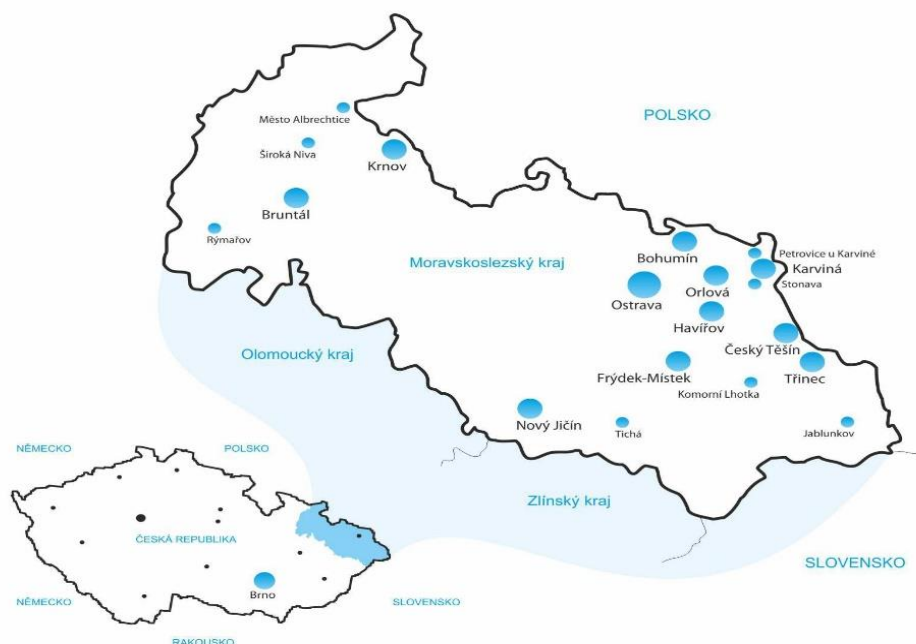 POLSKO
Město Albrechtice
Široká Niva
Krnov
Bruntál
Rýmařov
Moravskoslezský kraj
Bohumín
Petrovice u Karviné
Karviná
Stonava
Orlová
Ostrava
Havířov
Český Těšín
Třinec
Frýdek-Místek
Komorní Lhotka
Olomoucký kraj
Nový Jičín
Tichá
Jablunkov
Zlínský kraj
SLOVENSKO
NĚMECKO
POLSKO
ČESKÁ REPUBLIKA
Brno
NĚMECKO
SLOVENSKO
RAKOUSKO